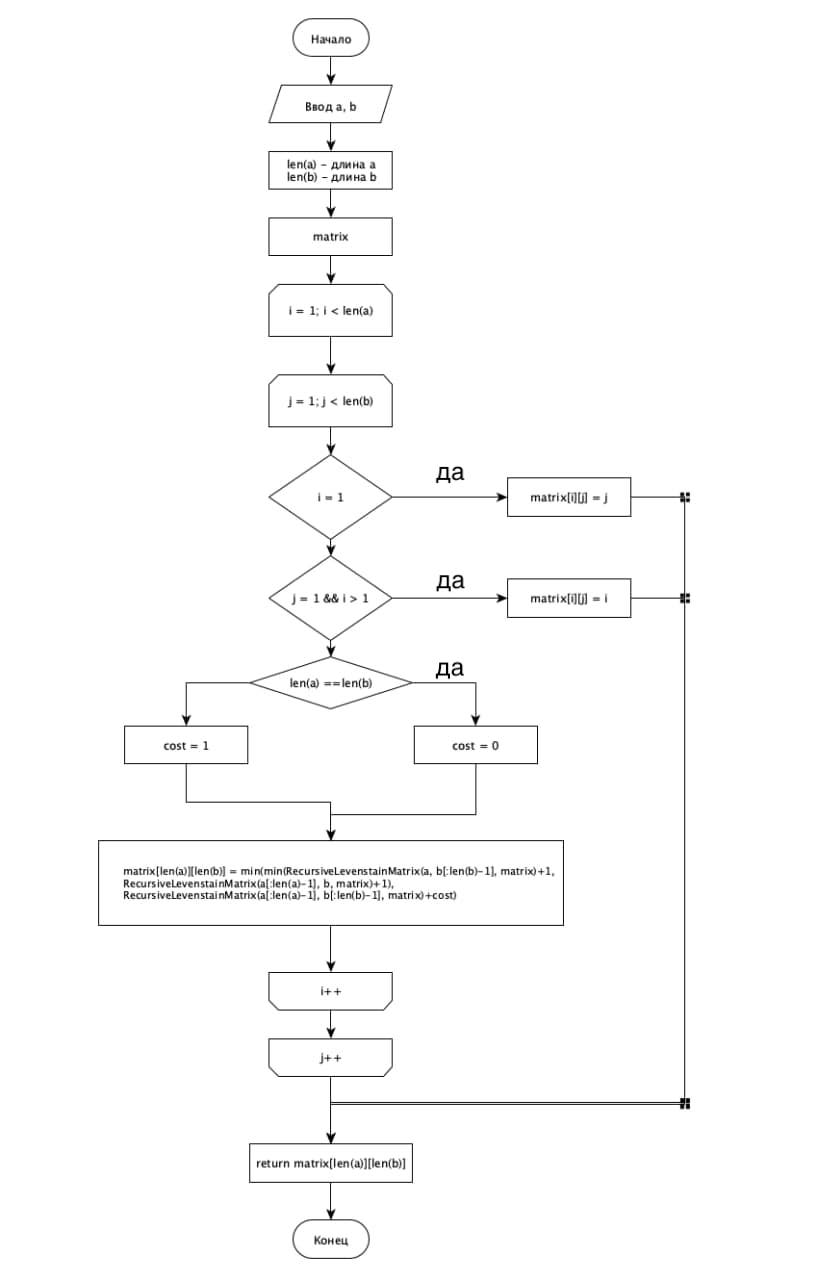 Начало
Ввод a, b
len(a) – длина a
len(b) – длина b
matrix
i = 1; i < len(a)
j = 1; j < len(b)
i = 1
да
matrix[i][j] = j
j = 1 && i > 1
да
matrix[i][j] = i
len(a) ==len(b)
да
cost = 1
cost = 0
matrix[len(a)][len(b)] = min(min(RecursiveLevenstainMatrix(a, b[:len(b)-1], matrix)+1,
RecursiveLevenstainMatrix(a[:len(a)-1], b, matrix)+1),
RecursiveLevenstainMatrix(a[:len(a)-1], b[:len(b)-1], matrix)+cost)
i++
j++
return matrix[len(a)][len(b)]
Конец